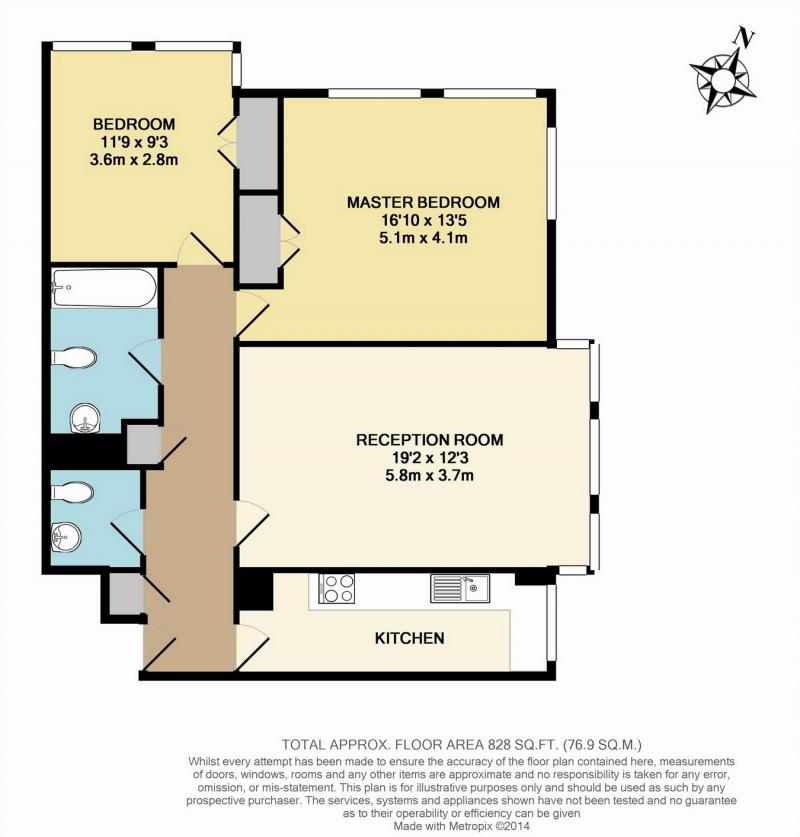 N
BEDROOM
11'9 x 9'3
3.6m x 2.8m
MASTER BEDROOM
16'10 x 13'5
5.1m x 4.1m
RECEPTION ROOM
19'2 x 12'3
5.8m x 3.7m
KITCHEN
TOTAL APPROX. FLOOR AREA 828 SQ.FT. (76.9 SQ.M.)
Whilst every attempt has been made to ensure the accuracy of the floor plan contained here, measurements
of doors, windows, rooms and any other items are approximate and no responsibility is taken for any error,
omission, or mis-statement. This plan is for illustrative purposes only and should be used as such by any
prospective purchaser. The services, systems and appliances shown have not been tested and no guarantee
as to their operability or efficiency can be given
Made with Metropix ©2014